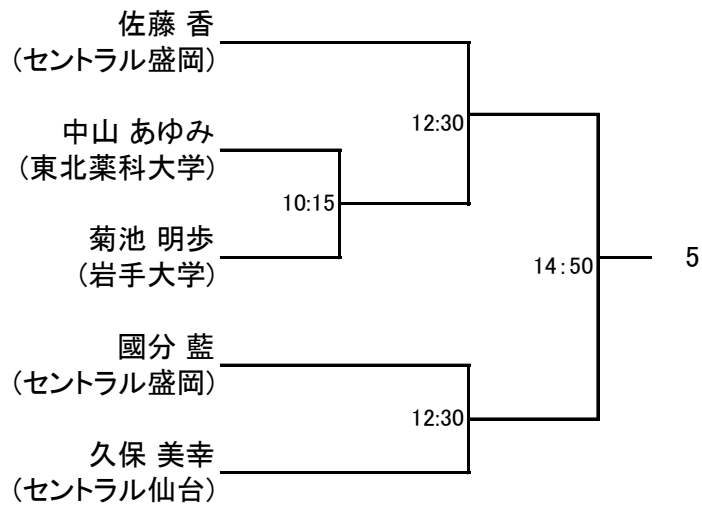 佐藤 香
(セントラル盛岡)
12:30
中山 あゆみ
(東北薬科大学)
10:15
菊池 明歩
(岩手大学)
14:50
5
國分 藍
(セントラル盛岡)
12:30
久保 美幸
(セントラル仙台)